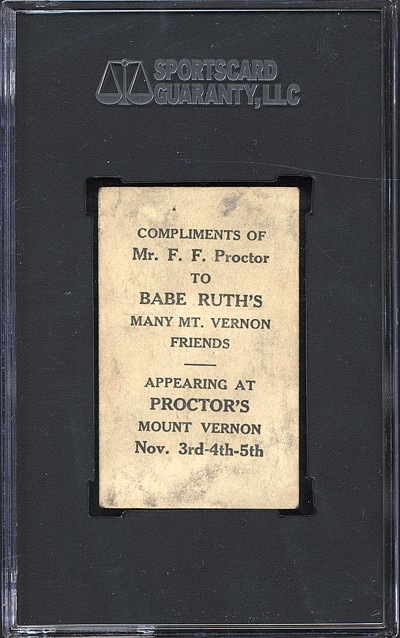 SPORTSCARD
GUARANTY, LLC
COMPLIMENTS OF
Mr. F. F. Proctor
TO
BABE RUTH'S
MANY MT. VERNON
FRIENDS
APPEARING AT
PROCTOR'S
MOUNT VERNON
Nov. 3rd-4th-5th